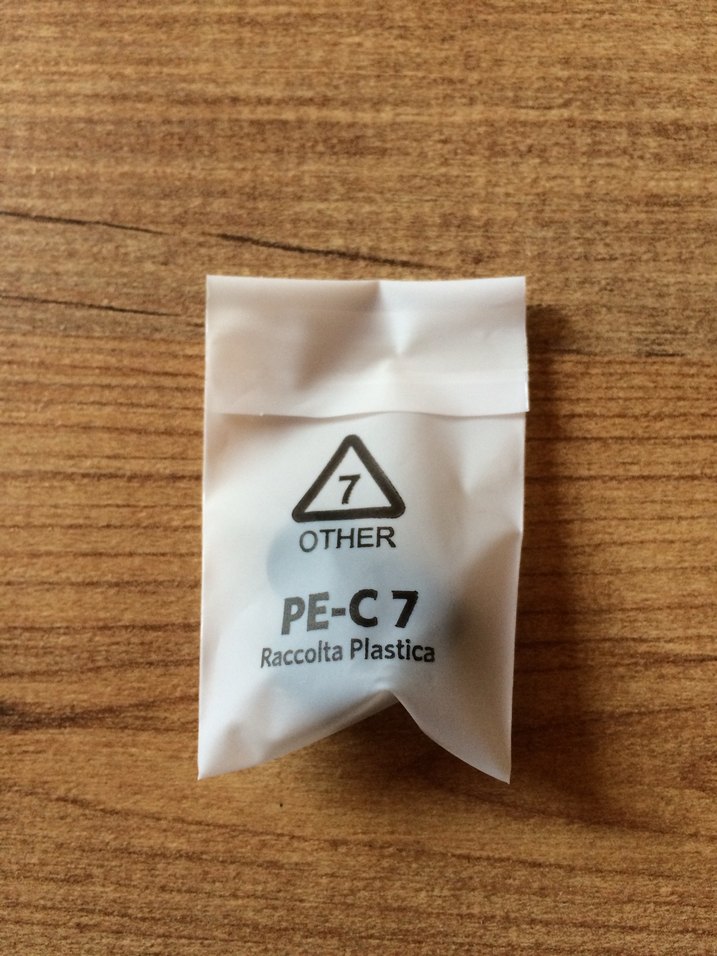 7
OTHER
PE-C 7
Raccolta Plastica